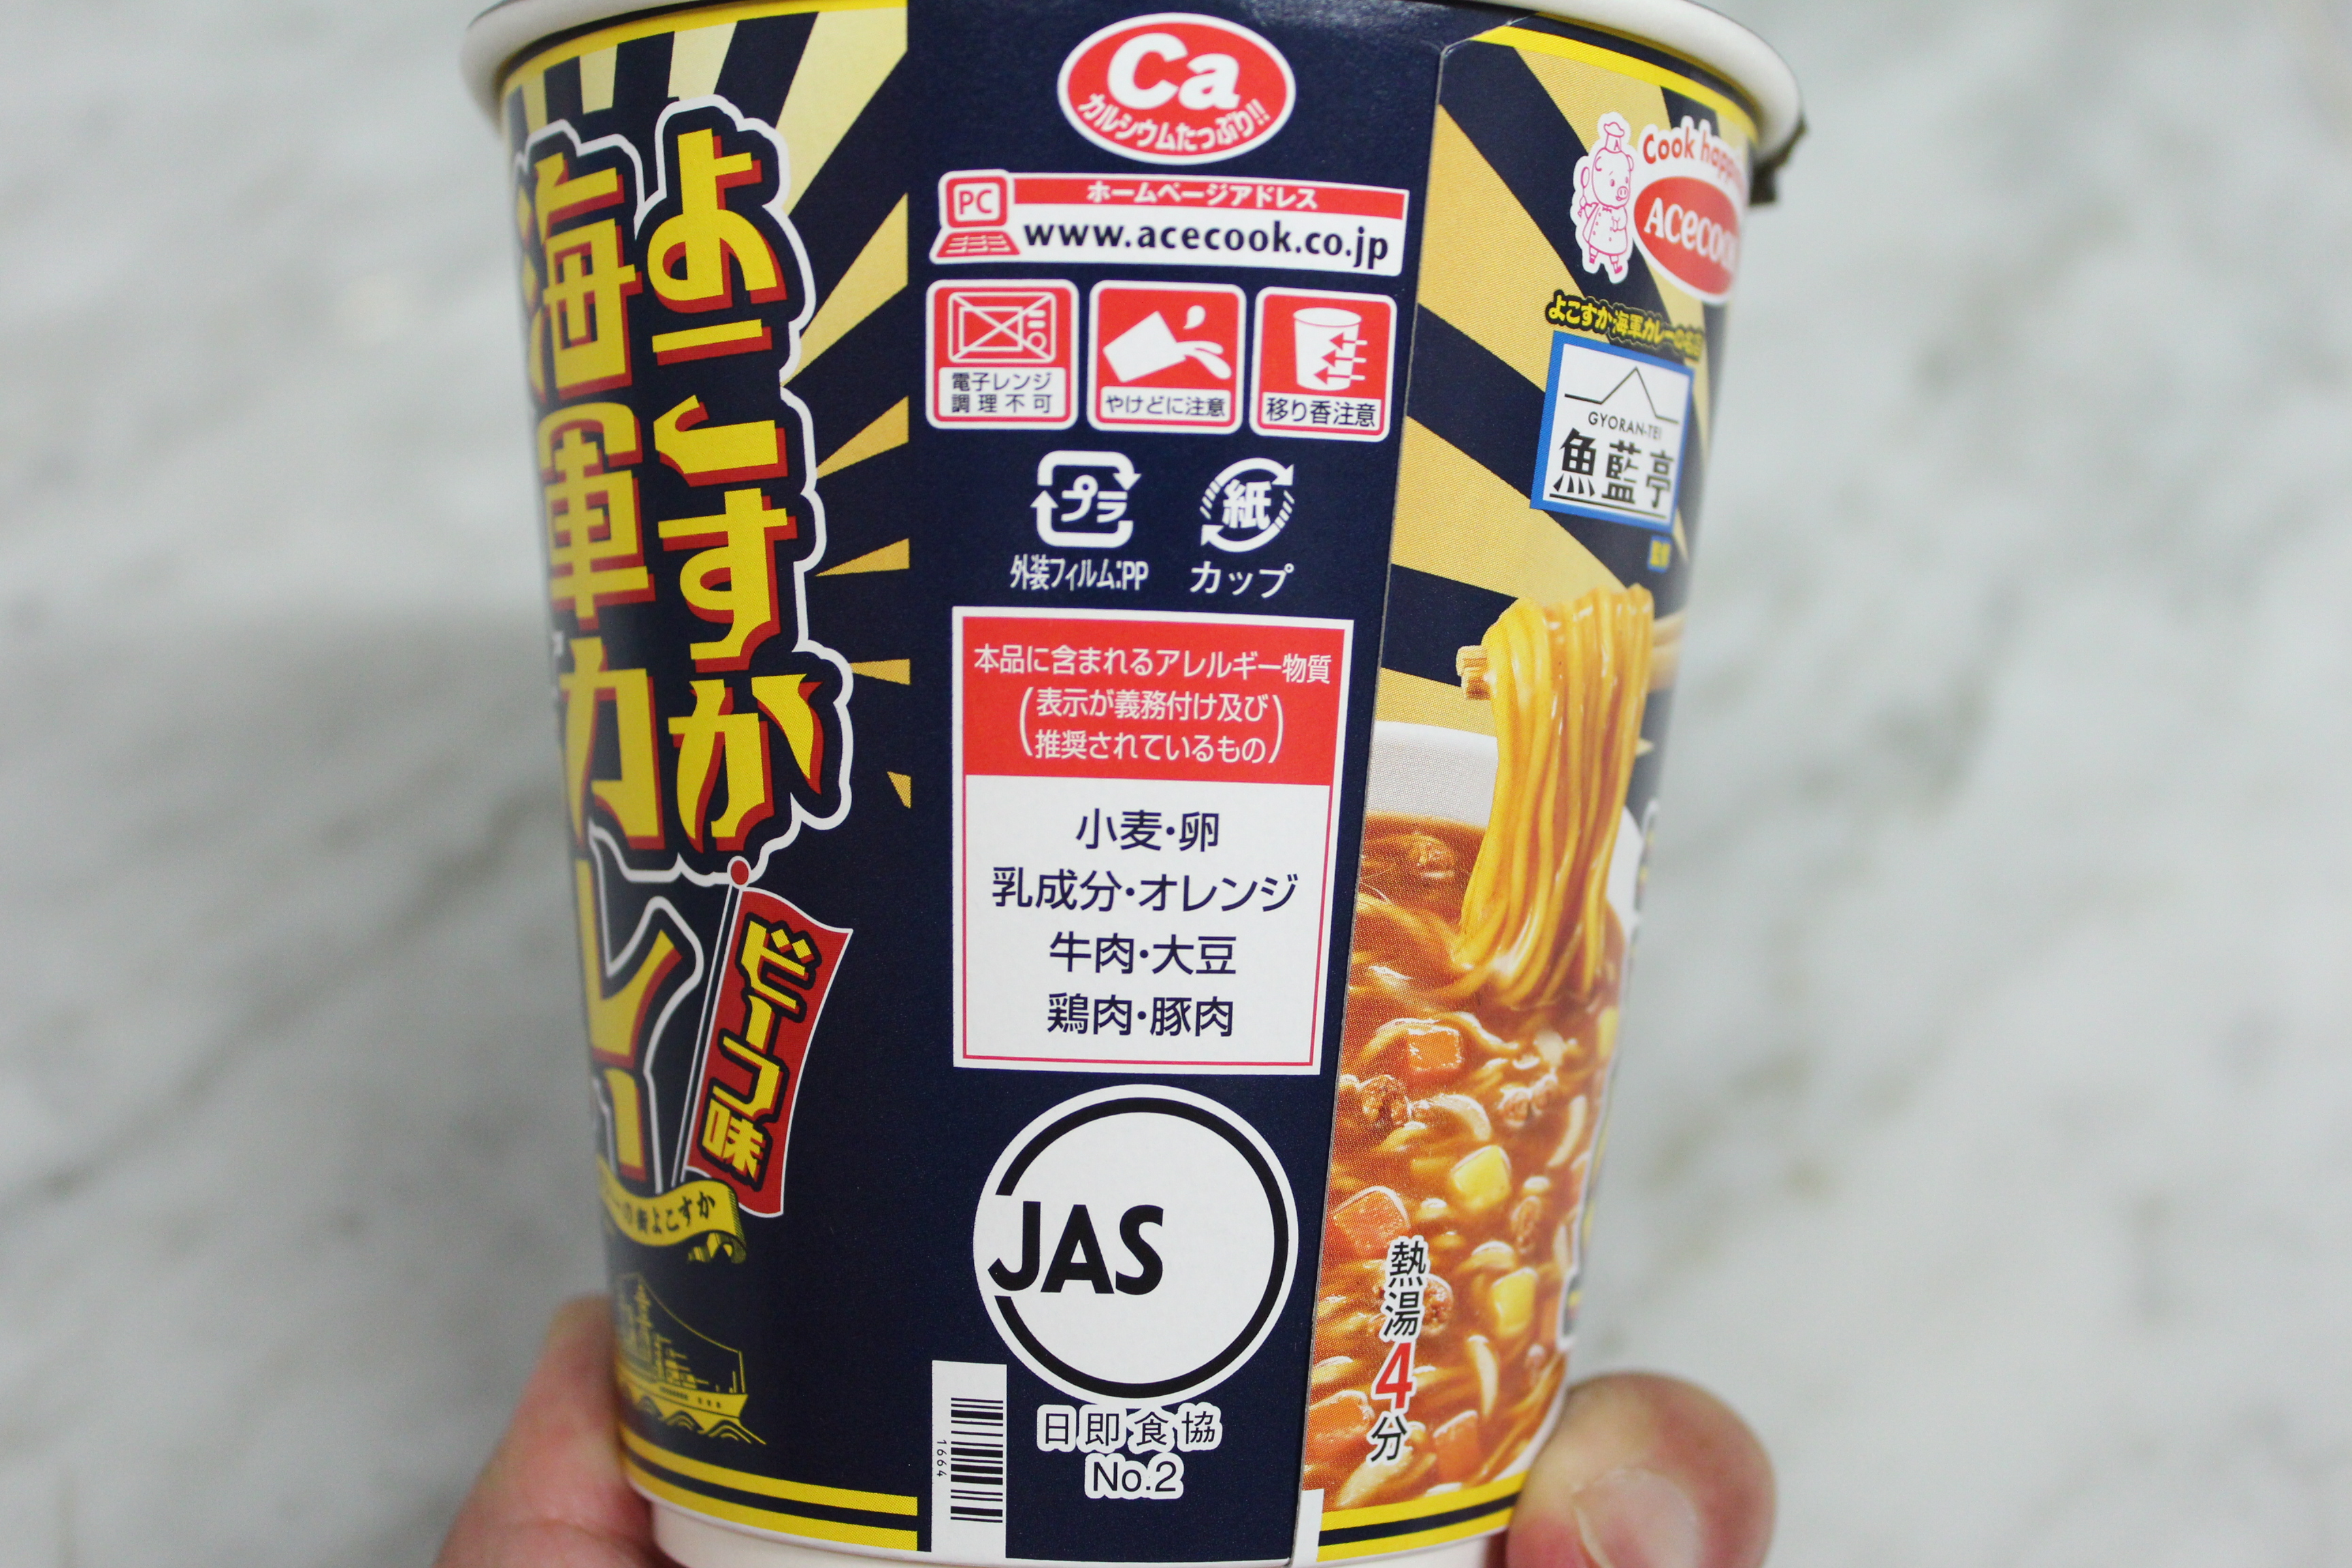 よこすか
海軍カレー
ビーフ味
の街よこすか
Ca
カルシウムたっぷり!!
PC
ホームページアドレス
www.acecook.co.jp
電子レンジ
調理不可
やけどに注意
移り香注意
プラ
外装フィルム:PP
紙
カップ
本品に含まれるアレルギー物質
(表示が義務付け及び
推奨されているもの)
小麦・卵
乳成分・オレンジ
牛肉・大豆
鶏肉・豚肉
JAS
日即食協
No.2
1664
Cook
Acecook
よこすか海軍カレーの名店
GYORAN-TEI
魚藍亭
熱湯4分